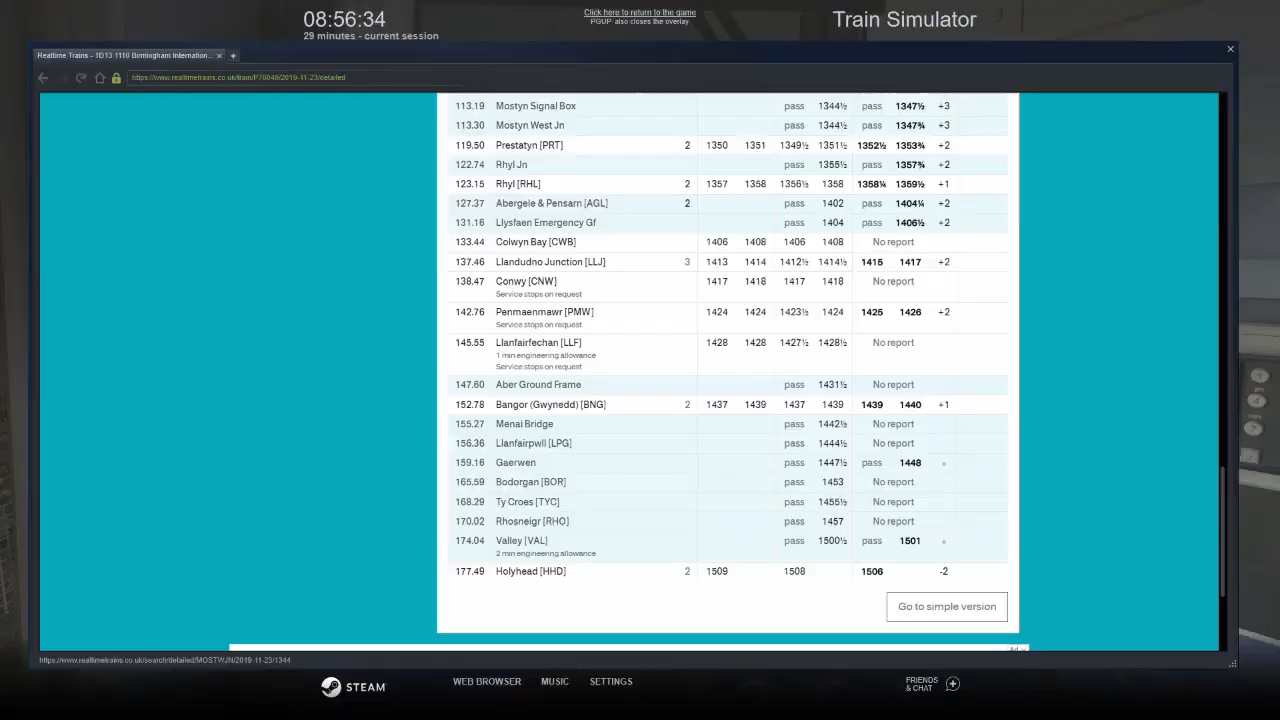 08:56:34
29 minutes - current session
Click here to return to the game
PGUP also closes the overlay
Train Simulator
Realtime Trains - 1D13 1110 Birmingham Internation...
https://www.realtimetrains.co.uk/train/P76049/2019-11-23/detailed
113.19 Mostyn Signal Box pass 1344½ pass 1347½ +3
113.30 Mostyn West Jn pass 1344½ pass 1347¾ +3
119.50 Prestatyn [PRT] 2 1350 1351 1349½ 1351½ 1352½ 1353¾ +2
122.74 Rhyl Jn pass 1355½ pass 1357¾ +2
123.15 Rhyl [RHL] 2 1357 1358 1356½ 1358 1358¼ 1359½ +1
127.37 Abergele & Pensarn [AGL] 2 pass 1402 pass 1404¼ +2
131.16 Llysfaen Emergency Gf pass 1404 pass 1406½ +2
133.44 Colwyn Bay [CWB] 1406 1408 1406 1408 No report
137.46 Llandudno Junction [LLJ] 3 1413 1414 1412½ 1414½ 1415 1417 +2
138.47 Conwy [CNW] 1417 1418 1417 1418 No report
Service stops on request
142.76 Penmaenmawr [PMW] 1424 1424 1423½ 1424 1425 1426 +2
Service stops on request
145.55 Llanfairfechan [LLF] 1428 1428 1427½ 1428½ No report
1 min engineering allowance
Service stops on request
147.60 Aber Ground Frame pass 1431½ No report
152.78 Bangor (Gwynedd) [BNG] 2 1437 1439 1437 1439 1439 1440 +1
155.27 Menai Bridge pass 1442½ No report
156.36 Llanfairpwll [LPG] pass 1444½ No report
159.16 Gaerwen pass 1447½ pass 1448
165.59 Bodorgan [BOR] pass 1453 No report
168.29 Ty Croes [TYC] pass 1455½ No report
170.02 Rhosneigr [RHO] pass 1457 No report
174.04 Valley [VAL] pass 1500½ pass 1501
2 min engineering allowance
177.49 Holyhead [HHD] 2 1509 1508 1506 -2
Go to simple version
Ad
https://www.realtimetrains.co.uk/search/detailed/MOSTWJN/2019-11-23/1344
STEAM
WEB BROWSER MUSIC SETTINGS
FRIENDS
& CHAT